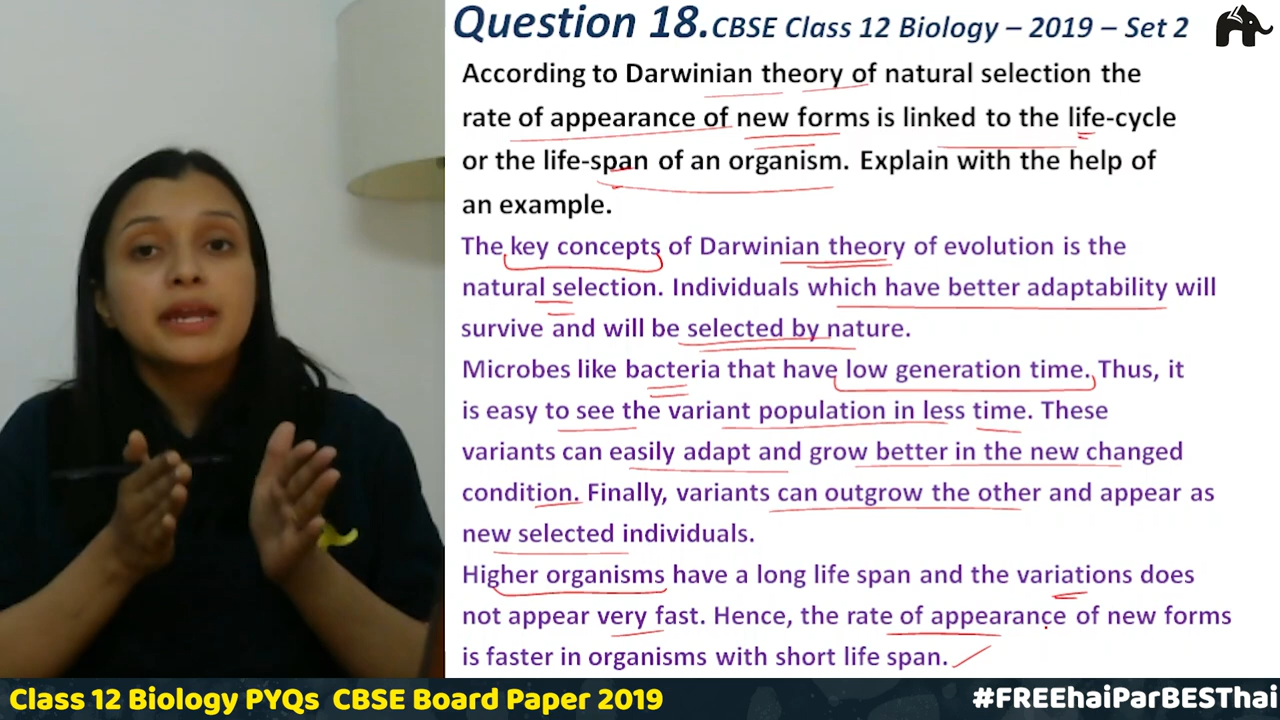 Question 18.CBSE Class 12 Biology – 2019 – Set 2
According to Darwinian theory of natural selection the
rate of appearance of new forms is linked to the life-cycle
or the life-span of an organism. Explain with the help of
an example.
The key concepts of Darwinian theory of evolution is the
natural selection. Individuals which have better adaptability will
survive and will be selected by nature.
Microbes like bacteria that have low generation time. Thus, it
is easy to see the variant population in less time. These
variants can easily adapt and grow better in the new changed
condition. Finally, variants can outgrow the other and appear as
new selected individuals.
Higher organisms have a long life span and the variations does
not appear very fast. Hence, the rate of appearance of new forms
is faster in organisms with short life span.
Class 12 Biology PYQs CBSE Board Paper 2019
#FREEhaiParBESThai